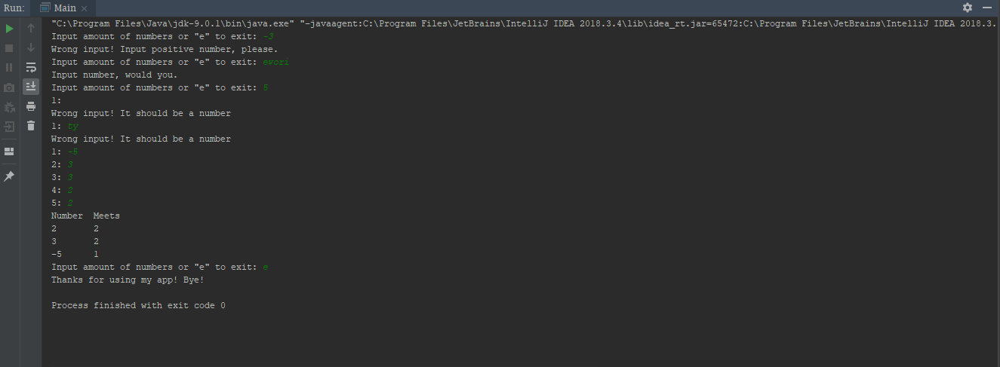 Run: Main
"C:\Program Files\Java\jdk-9.0.1\bin\java.exe" "-javaagent:C:\Program Files\JetBrains\IntelliJ IDEA 2018.3.4\lib\idea_rt.jar=65472:C:\Program Files\JetBrains\IntelliJ IDEA 2018.3.
Input amount of numbers or "e" to exit: -3
Wrong input! Input positive number, please.
Input amount of numbers or "e" to exit: evori
Input number, would you.
Input amount of numbers or "e" to exit: 5
1:
Wrong input! It should be a number
1: ty
Wrong input! It should be a number
1: -5
2: 3
3: 3
4: 2
5: 2
Number  Meets
2       2
3       2
-5      1
Input amount of numbers or "e" to exit: e
Thanks for using my app! Bye!
Process finished with exit code 0